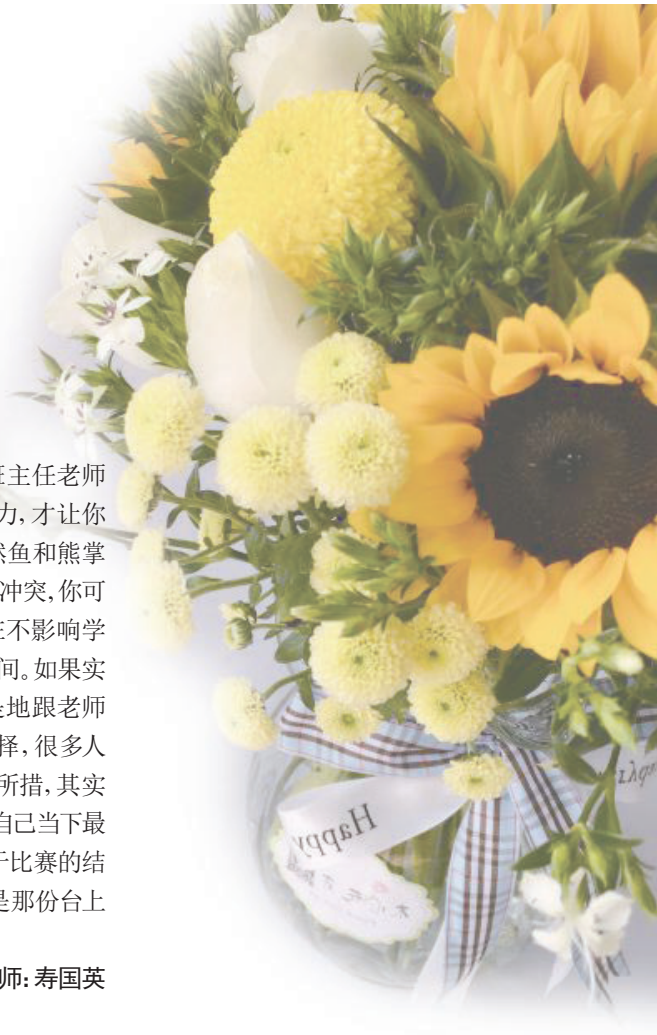 班主任老师
力,才让你
然鱼和熊掌
冲突,你可
在不影响学
间。如果实
是地跟老师
择,很多人
所措,其实
自己当下最
于比赛的结
是那份台上
师:寿国英
Happy